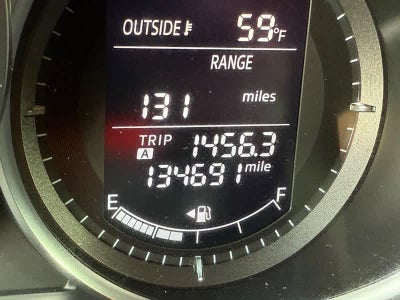 OUTSIDE 59°F
RANGE
131 miles
TRIP A 1456.3
134691 mile
E F